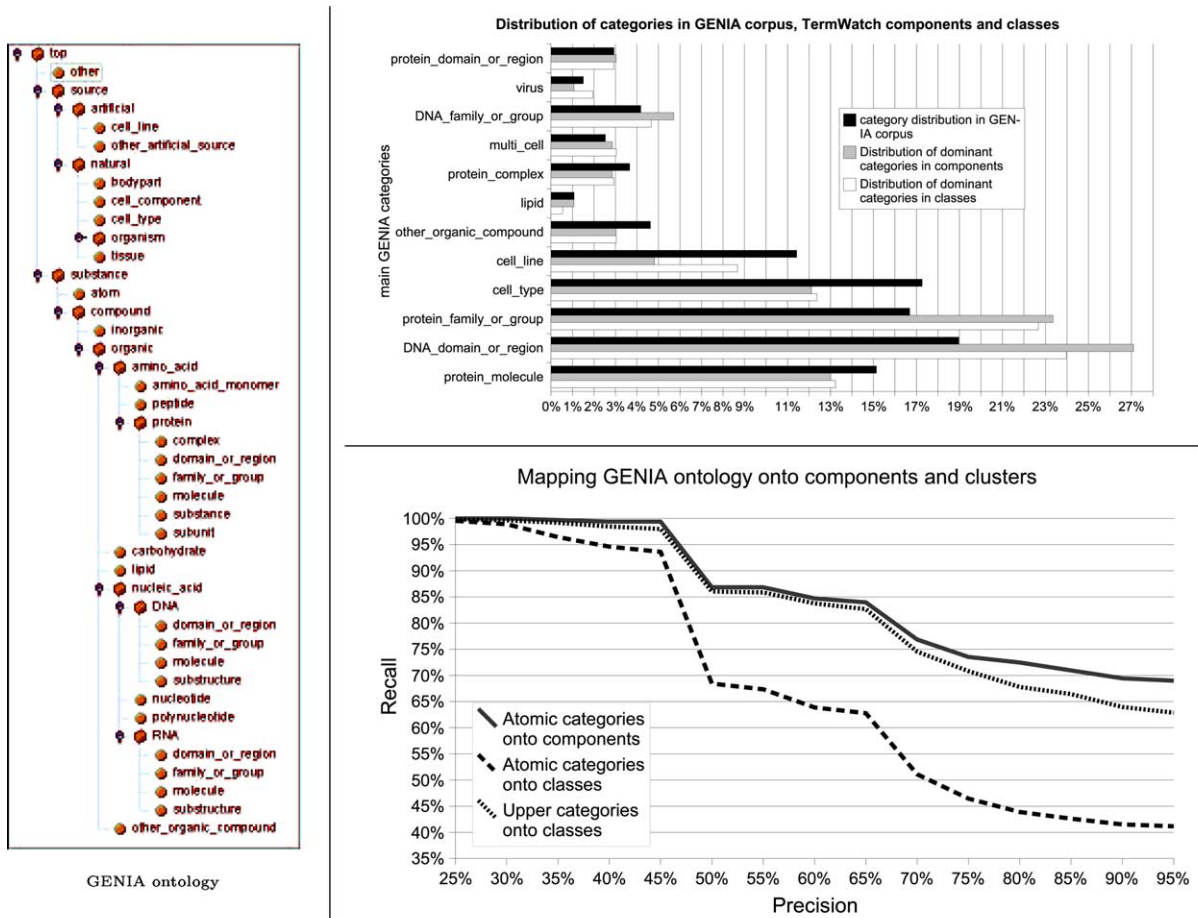 top
other
source
artificial
cell_line
other_artificial_source
natural
bodypart
cell_component
cell_type
organism
tissue
substance
atom
compound
inorganic
organic
amino_acid
amino_acid_monomer
peptide
protein
complex
domain_or_region
family_or_group
molecule
substance
subunit
carbohydrate
lipid
nucleic_acid
DNA
domain_or_region
family_or_group
molecule
substructure
nucleotide
polynucleotide
RNA
domain_or_region
family_or_group
molecule
substructure
other_organic_compound
GENIA ontology
Distribution of categories in GENIA corpus, TermWatch components and classes
main GENIA categories
protein_domain_or_region
virus
DNA_family_or_group
multi_cell
protein_complex
lipid
other_organic_compound
cell_line
cell_type
protein_family_or_group
DNA_domain_or_region
protein_molecule
category distribution in GEN-
IA corpus
Distribution of dominant
categories in components
Distribution of dominant
categories in classes
0% 1% 2% 3% 4% 5% 6% 7% 8% 9% 11% 13% 15% 17% 19% 21% 23% 25% 27%
Mapping GENIA ontology onto components and clusters
Recall
100%
95%
90%
85%
80%
75%
70%
65%
60%
55%
50%
45%
40%
35%
Atomic categories
onto components
Atomic categories
onto classes
Upper categories
onto classes
25% 30% 35% 40% 45% 50% 55% 60% 65% 70% 75% 80% 85% 90% 95%
Precision